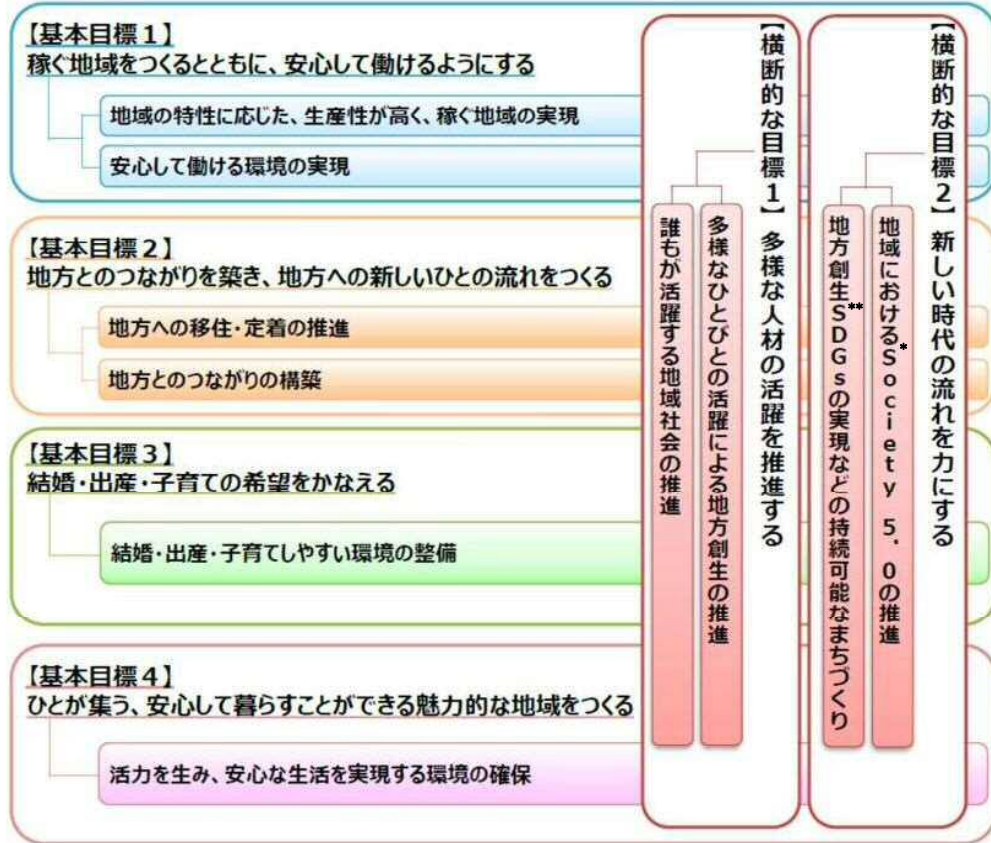 【基本目標1】
稼ぐ地域をつくるとともに、安心して働けるようにする
地域の特性に応じた、生産性が高く、稼ぐ地域の実現
安心して働ける環境の実現
【基本目標2】
地方とのつながりを築き、地方への新しいひとの流れをつくる
地方への移住・定着の推進
地方とのつながりの構築
【基本目標3】
結婚・出産・子育ての希望をかなえる
結婚・出産・子育てしやすい環境の整備
【基本目標4】
ひとが集う、安心して暮らすことができる魅力的な地域をつくる
活力を生み、安心な生活を実現する環境の確保
【横断的な目標1】多様な人材の活躍を推進する
多様なひとびとの活躍による地方創生の推進
誰もが活躍する地域社会の推進
【横断的な目標2】新しい時代の流れを力にする
地域におけるSociety* 5.0の推進
地方創生SDGs**の実現などの持続可能なまちづくり